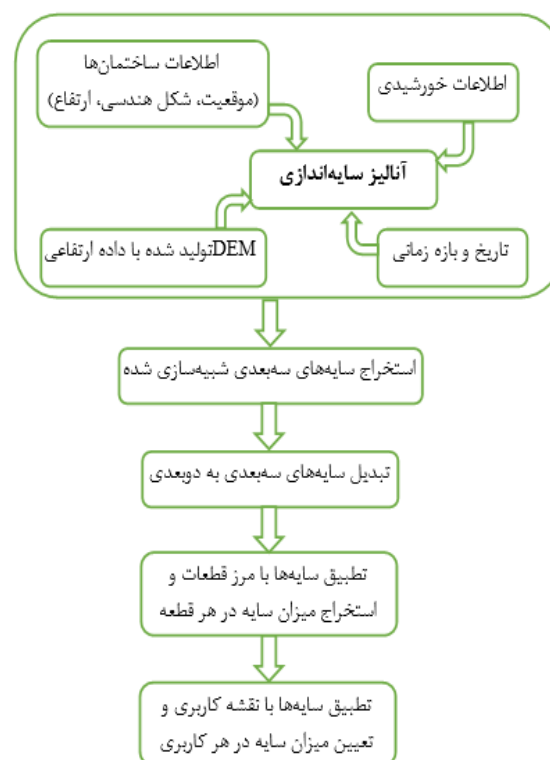 اطلاعات ساختمان‌ها
(موقعیت، شکل هندسی، ارتفاع)
اطلاعات خورشیدی
آنالیز سایه‌اندازی
DEMتولید شده با داده ارتفاعی
تاریخ و بازه زمانی
استخراج سایه‌های سه‌بعدی شبیه‌سازی شده
تبدیل سایه‌های سه‌بعدی به دوبعدی
تطبیق سایه‌ها با مرز قطعات و
استخراج میزان سایه در هر قطعه
تطبیق سایه‌ها با نقشه کاربری و
تعیین میزان سایه در هر کاربری